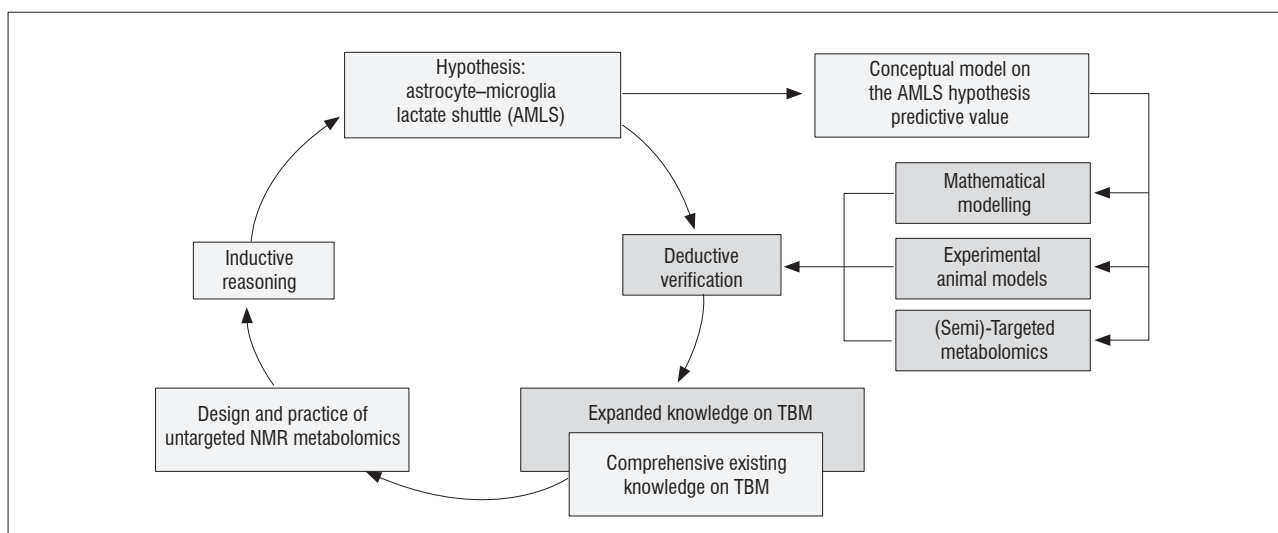 Hypothesis:
astrocyte–microglia
lactate shuttle (AMLS)
Conceptual model on
the AMLS hypothesis
predictive value
Mathematical
modelling
Inductive
reasoning
Deductive
verification
Experimental
animal models
(Semi)-Targeted
metabolomics
Design and practice of
untargeted NMR metabolomics
Expanded knowledge on TBM
Comprehensive existing
knowledge on TBM